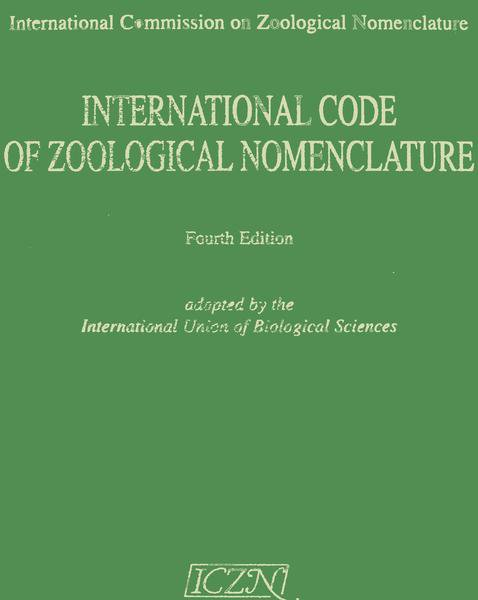 International Commission on Zoological Nomenclature
INTERNATIONAL CODE
OF ZOOLOGICAL NOMENCLATURE
Fourth Edition
adopted by the
International Union of Biological Sciences
ICZN